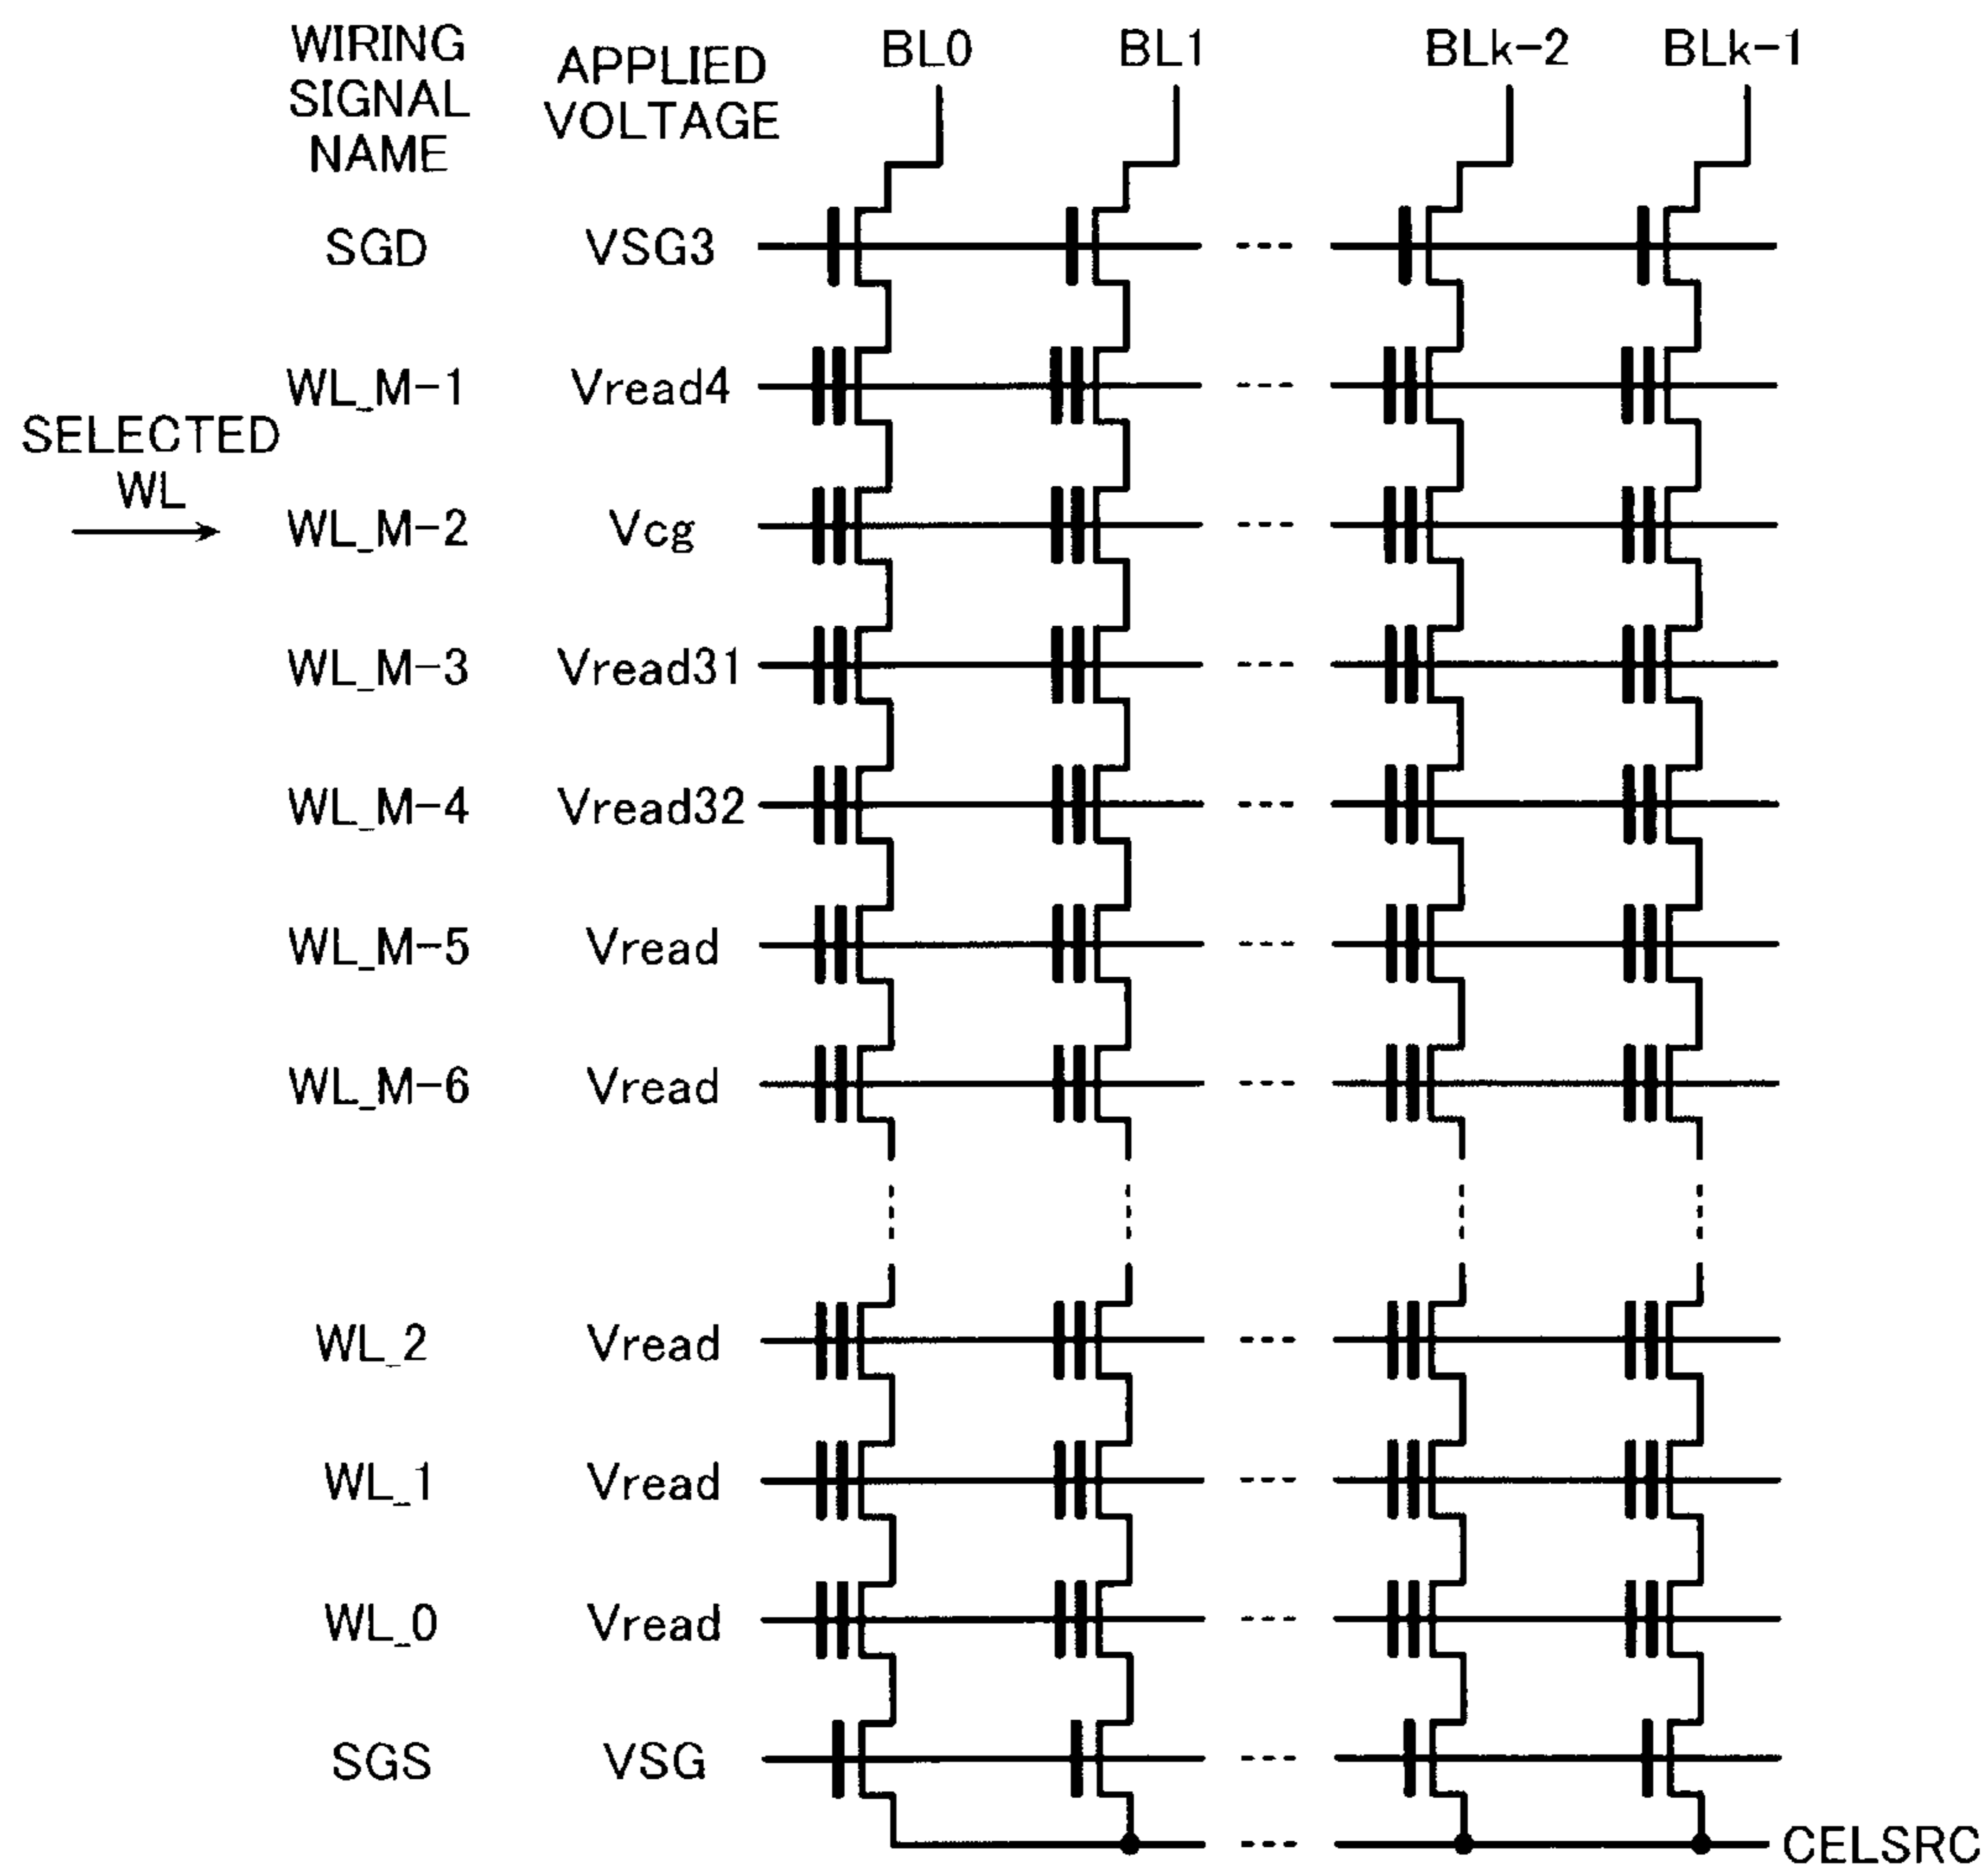 WIRING
SIGNAL
NAME
APPLIED
VOLTAGE
BL0 BL1 BLk-2 BLk-1
SGD VSG3
WL_M-1 Vread4
SELECTED
WL
WL_M-2 Vcg
WL_M-3 Vread31
WL_M-4 Vread32
WL_M-5 Vread
WL_M-6 Vread
WL_2 Vread
WL_1 Vread
WL_0 Vread
SGS VSG
CELSRC